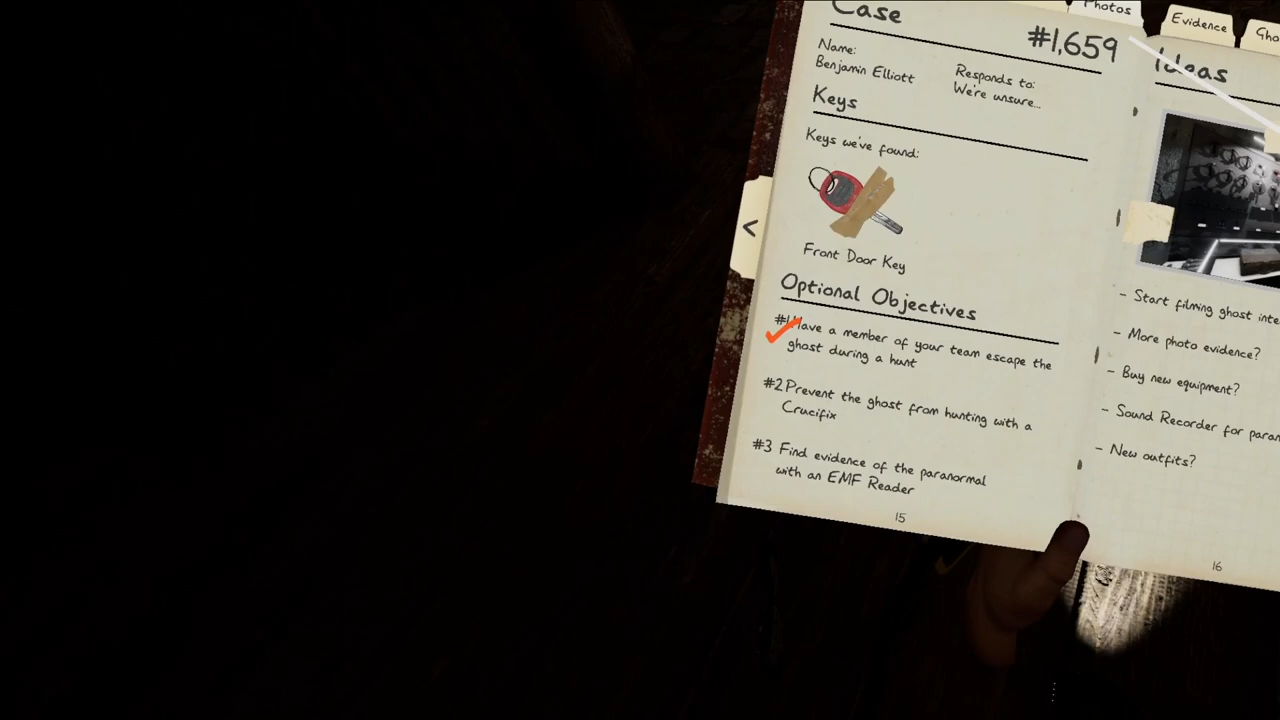 Photos
Evidence
Gho
Case
#1,659
Name:
Benjamin Elliott
Responds to:
We're unsure...
Keys
Keys we've found:
Front Door Key
Optional Objectives
#1 Have a member of your team escape the
ghost during a hunt
#2 Prevent the ghost from hunting with a
Crucifix
#3 Find evidence of the paranormal
with an EMF Reader
15
<
Ideas
- Start filming ghost inte
- More photo evidence?
- Buy new equipment?
- Sound Recorder for paran
- New outfits?
16